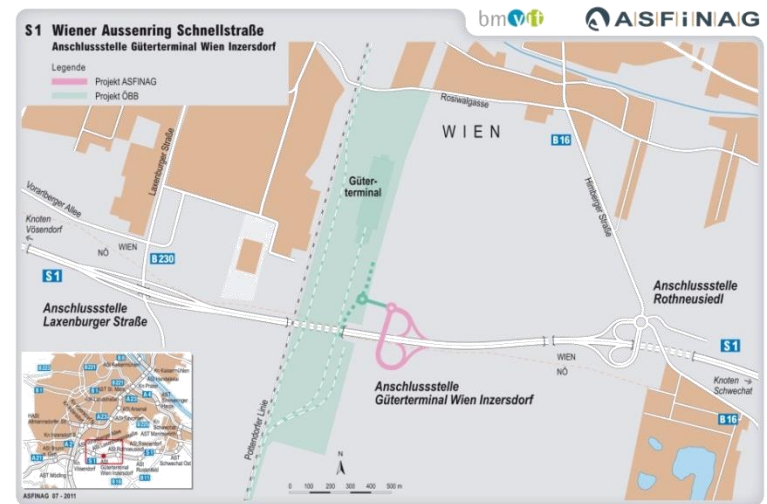 S1 Wiener Aussenring Schnellstraße
Anschlussstelle Güterterminal Wien Inzersdorf
Legende
Projekt ASFINAG
Projekt ÖBB
bmvit
ASFiNAG
Rosiwalgasse
WIEN
B16
Laxenburger Straße
Güter-
terminal
Himberger Straße
Vorarlberger Allee
Knoten
Vösendorf
WIEN
NÖ
B230
S1
Anschlussstelle
Laxenburger Straße
Anschlussstelle
Rothneusiedl
S1
WIEN
NÖ
Knoten
Schwechat
Anschlussstelle
Güterterminal Wien Inzersdorf
B16
Pottendorfer Linie
N
0 100 200 300 400 500 m
ASFINAG 07 - 2011